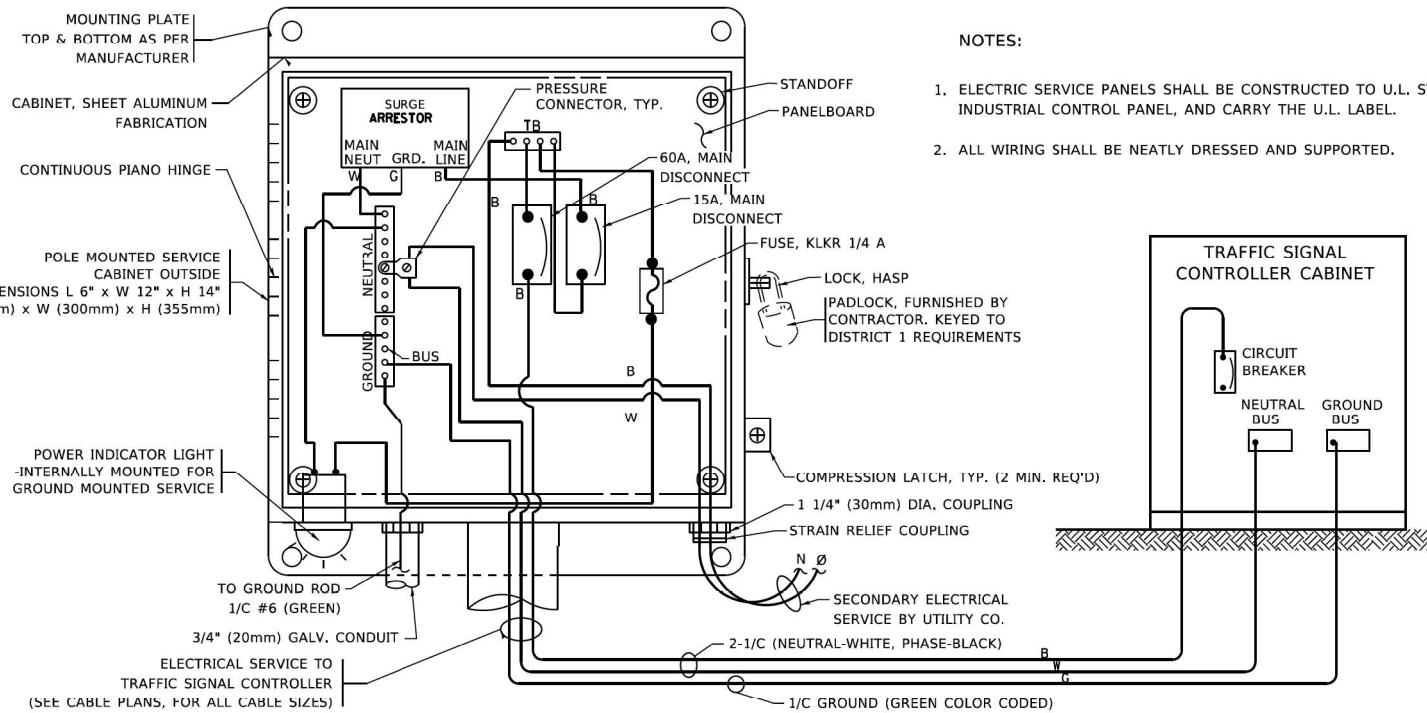 MOUNTING PLATE
TOP & BOTTOM AS PER
MANUFACTURER
CABINET, SHEET ALUMINUM
FABRICATION
CONTINUOUS PIANO HINGE
POLE MOUNTED SERVICE
CABINET OUTSIDE
L 6" x W 12" x H 14"
x W (300mm) x H (355mm)
POWER INDICATOR LIGHT
-INTERNALLY MOUNTED FOR
GROUND MOUNTED SERVICE
TO GROUND ROD
1/C #6 (GREEN)
3/4" (20mm) GALV. CONDUIT
ELECTRICAL SERVICE TO
TRAFFIC SIGNAL CONTROLLER
(SEE CABLE PLANS, FOR ALL CABLE SIZES)
SURGE
ARRESTOR
MAIN
NEUT
GRD.
MAIN
LINE
W
G
B
NEUTRAL
GROUND
BUS
PRESSURE
CONNECTOR, TYP.
TB
B
B
B
60A, MAIN
DISCONNECT
15A, MAIN
DISCONNECT
FUSE, KLKR 1/4 A
B
W
STANDOFF
PANELBOARD
LOCK, HASP
PADLOCK, FURNISHED BY
CONTRACTOR. KEYED TO
DISTRICT 1 REQUIREMENTS
COMPRESSION LATCH, TYP. (2 MIN. REQ'D)
1 1/4" (30mm) DIA. COUPLING
STRAIN RELIEF COUPLING
N Ø
SECONDARY ELECTRICAL
SERVICE BY UTILITY CO.
2-1/C (NEUTRAL-WHITE, PHASE-BLACK)
B
W
G
1/C GROUND (GREEN COLOR CODED)
NOTES:
1. ELECTRIC SERVICE PANELS SHALL BE CONSTRUCTED TO U.L.
INDUSTRIAL CONTROL PANEL, AND CARRY THE U.L. LABEL.
2. ALL WIRING SHALL BE NEATLY DRESSED AND SUPPORTED.
TRAFFIC SIGNAL
CONTROLLER CABINET
CIRCUIT
BREAKER
NEUTRAL
BUS
GROUND
BUS